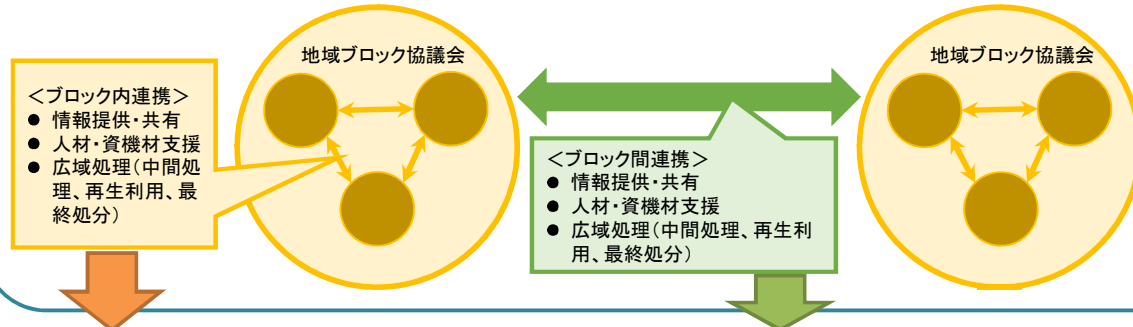 地域ブロック協議会
地域ブロック協議会
＜ブロック内連携＞
● 情報提供・共有
● 人材・資機材支援
● 広域処理（中間処
理、再生利用、最
終処分）
＜ブロック間連携＞
● 情報提供・共有
● 人材・資機材支援
● 広域処理（中間処理、再生利
用、最終処分）